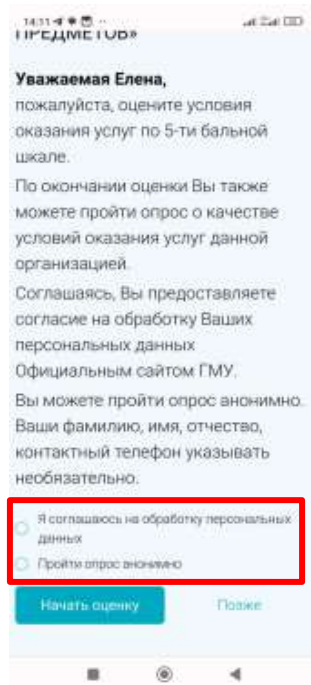 14:11
ПРЕДМЕТОВ»
Уважаемая Елена,
пожалуйста, оцените условия
оказания услуг по 5-ти бальной
шкале.
По окончании оценки Вы также
можете пройти опрос о качестве
условий оказания услуг данной
организацией.
Соглашаясь, Вы предоставляете
согласие на обработку Ваших
персональных данных
Официальным сайтом ГМУ.
Вы можете пройти опрос анонимно.
Ваши фамилию, имя, отчество,
контактный телефон указывать
необязательно.
Я соглашаюсь на обработку персональных
данных
Пройти опрос анонимно
Начать оценку
Позже